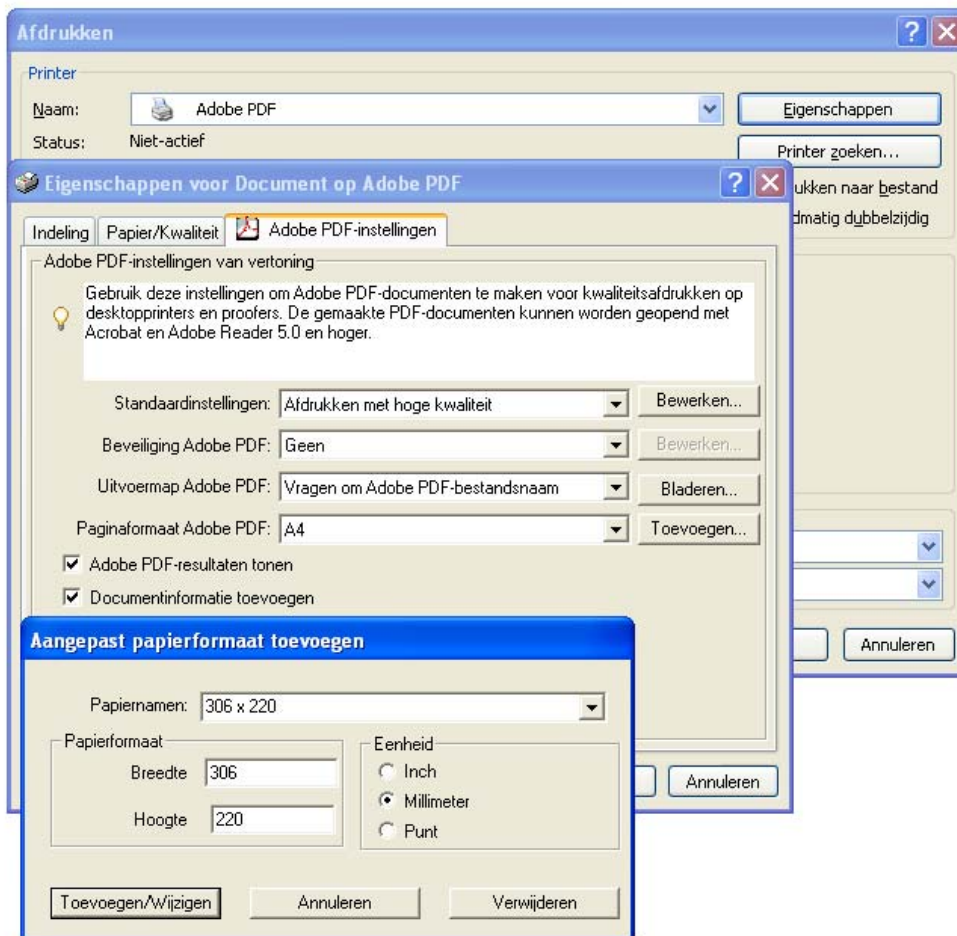 Afdrukken
Printer
Naam: Adobe PDF Eigenschappen
Status: Niet-actief
Printer zoeken...
Eigenschappen voor Document op Adobe PDF
naar bestand
dubbelzijdig
Indeling Papier/Kwaliteit Adobe PDF-instellingen
Adobe PDF-instellingen van vertoning
Gebruik deze instellingen om Adobe PDF-documenten te maken voor kwaliteitsafdrukken op
desktopprinters en proofers. De gemaakte PDF-documenten kunnen worden geopend met
Acrobat en Adobe Reader 5.0 en hoger.
Standaardinstellingen: Afdrukken met hoge kwaliteit Bewerken...
Beveiliging Adobe PDF: Geen Bewerken...
Uitvoermap Adobe PDF: Vragen om Adobe PDF-bestandsnaam Bladeren...
Paginaformaat Adobe PDF: A4 Toevoegen...
Adobe PDF-resultaten tonen
Documentinformatie toevoegen
Annuleren
Aangepast papierformaat toevoegen
Papiernamen: 306 x 220
Papierformaat
Breedte 306
Hoogte 220
Eenheid
Inch
Millimeter
Punt
Annuleren
Toevoegen/Wijzigen Annuleren Verwijderen